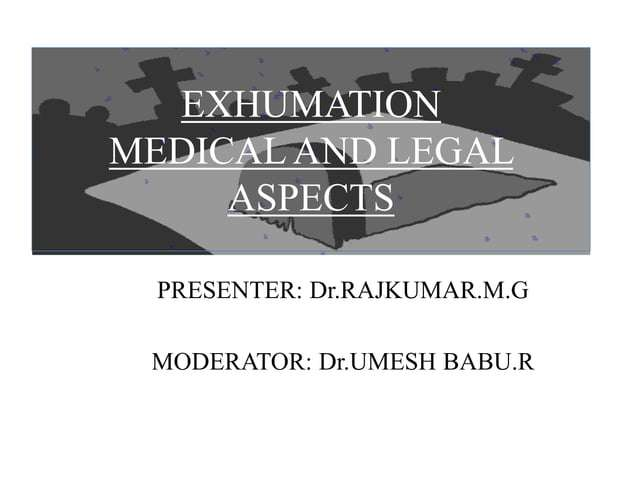 EXHUMATION
MEDICAL AND LEGAL
ASPECTS
PRESENTER: Dr.RAJKUMAR.M.G
MODERATOR: Dr.UMESH BABU.R